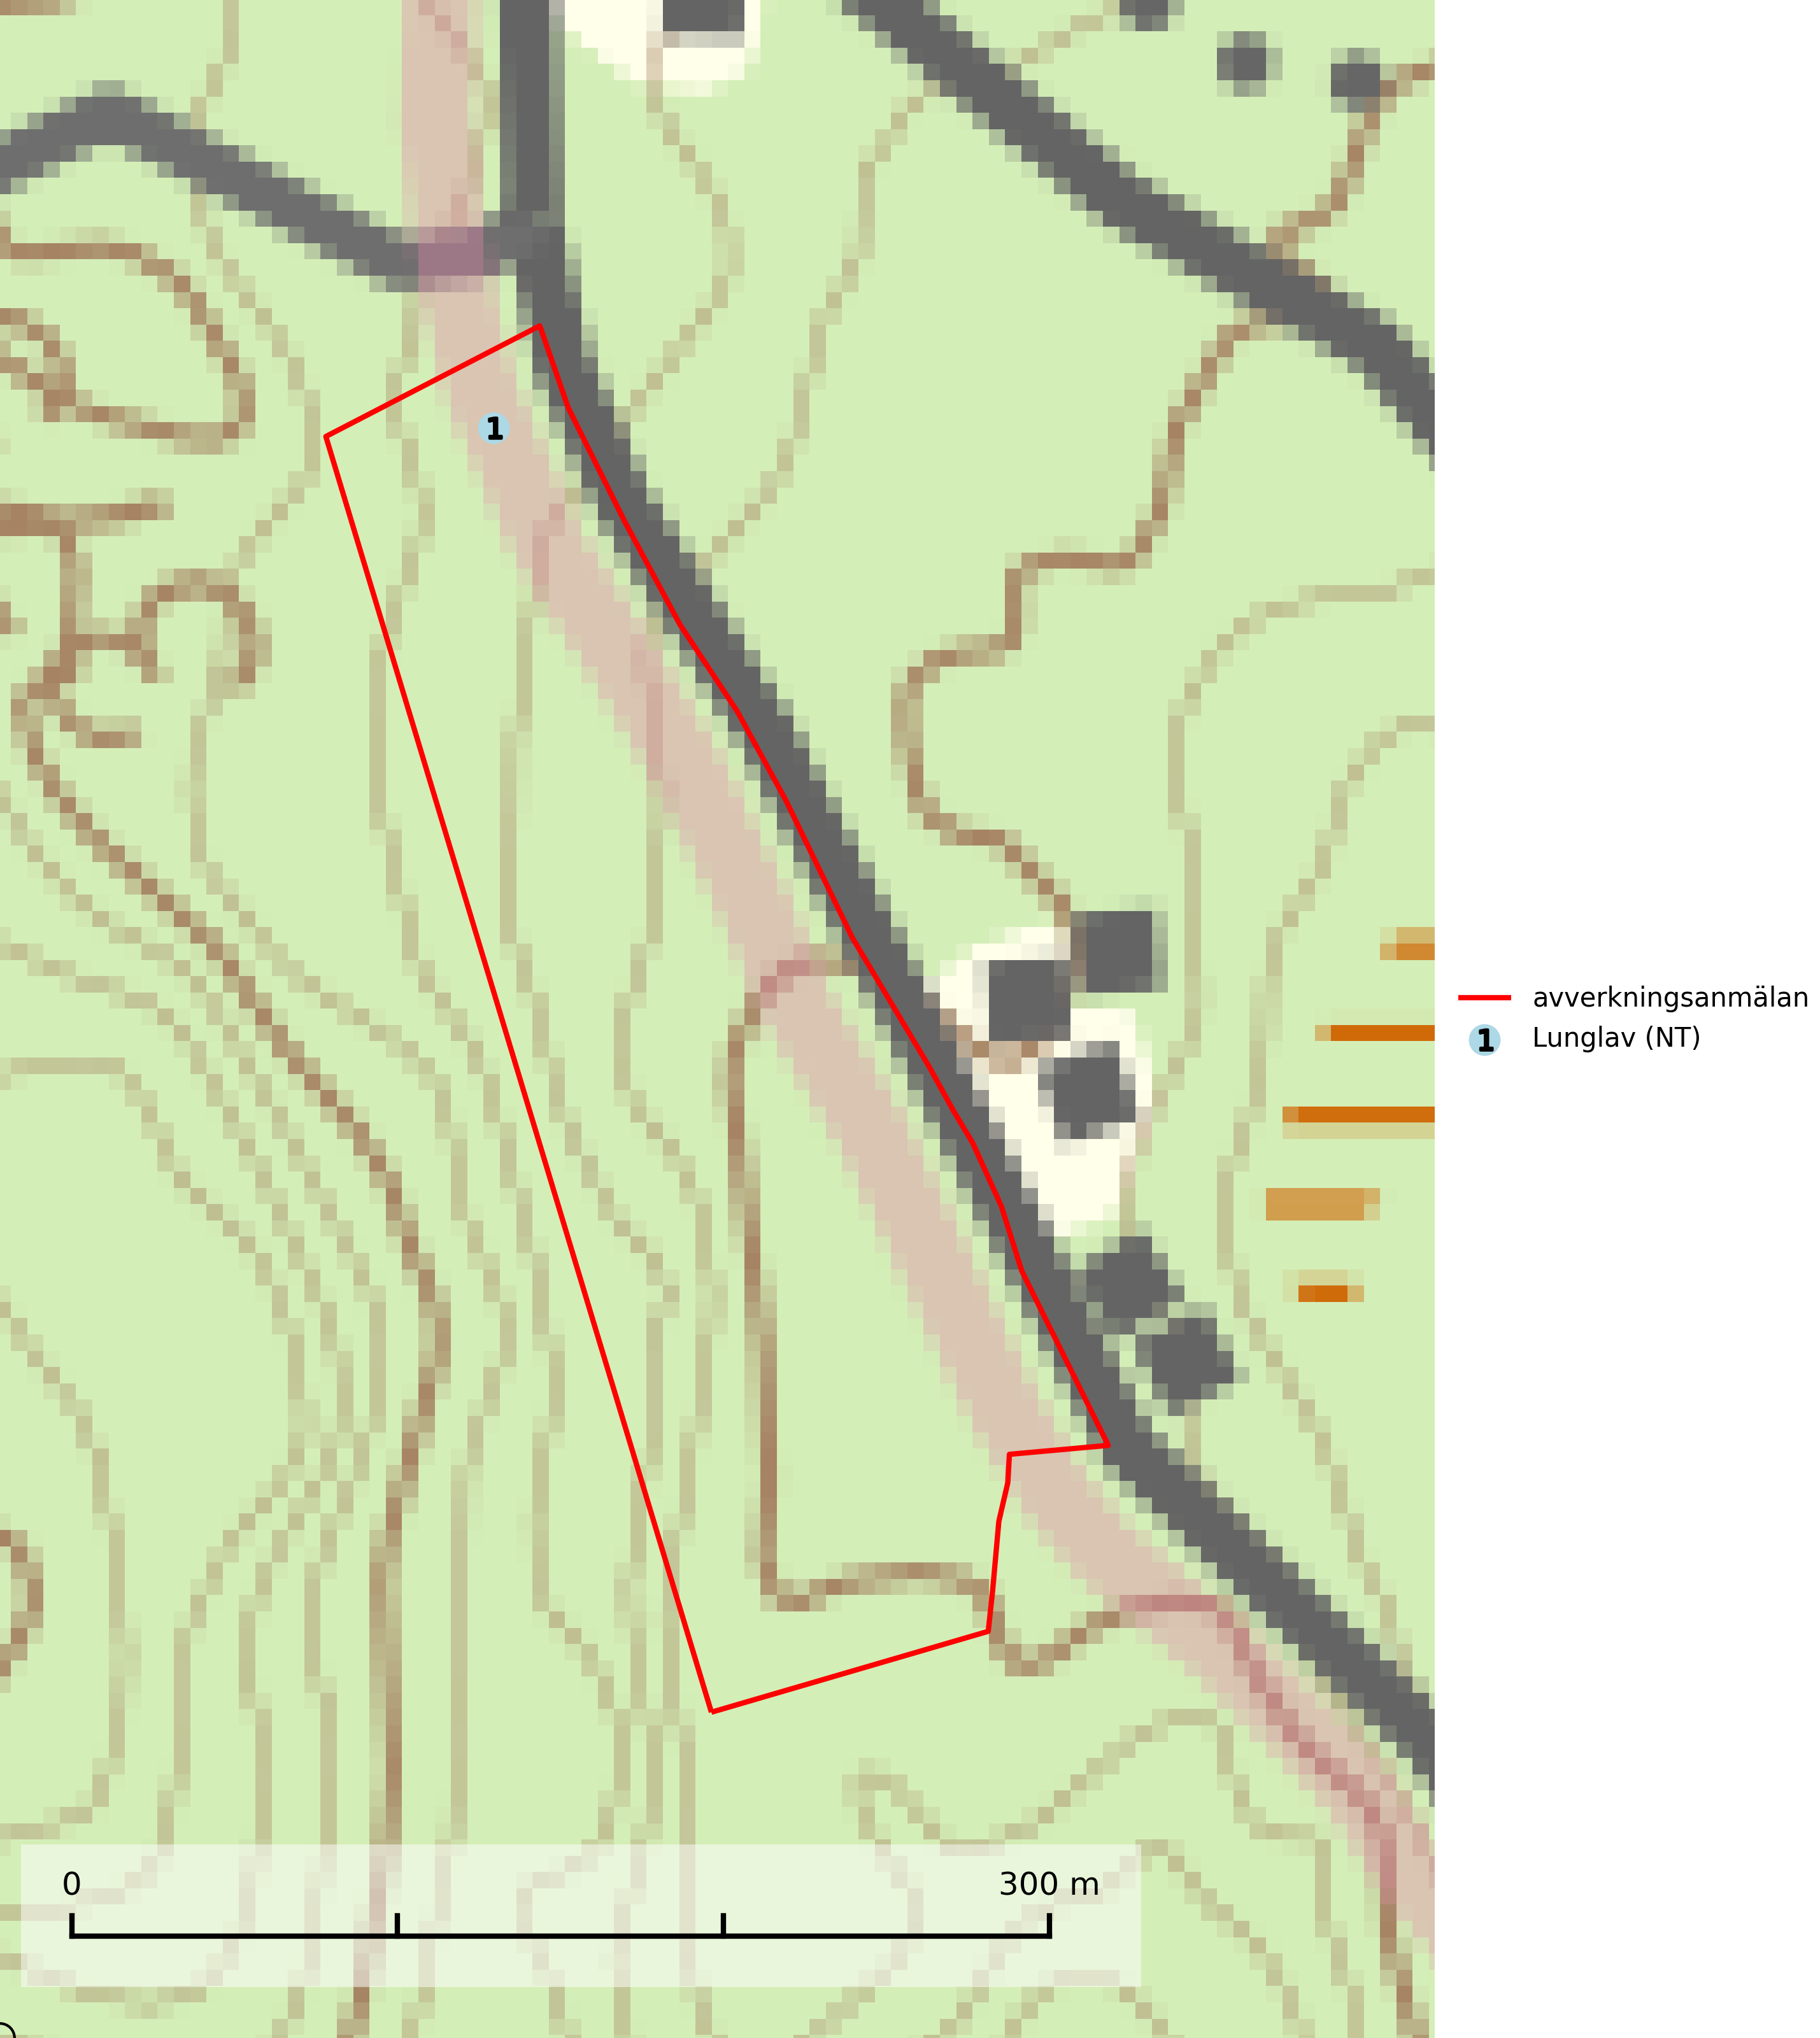 1
avverkningsanmälan
1 Lunglav (NT)
0 300 m